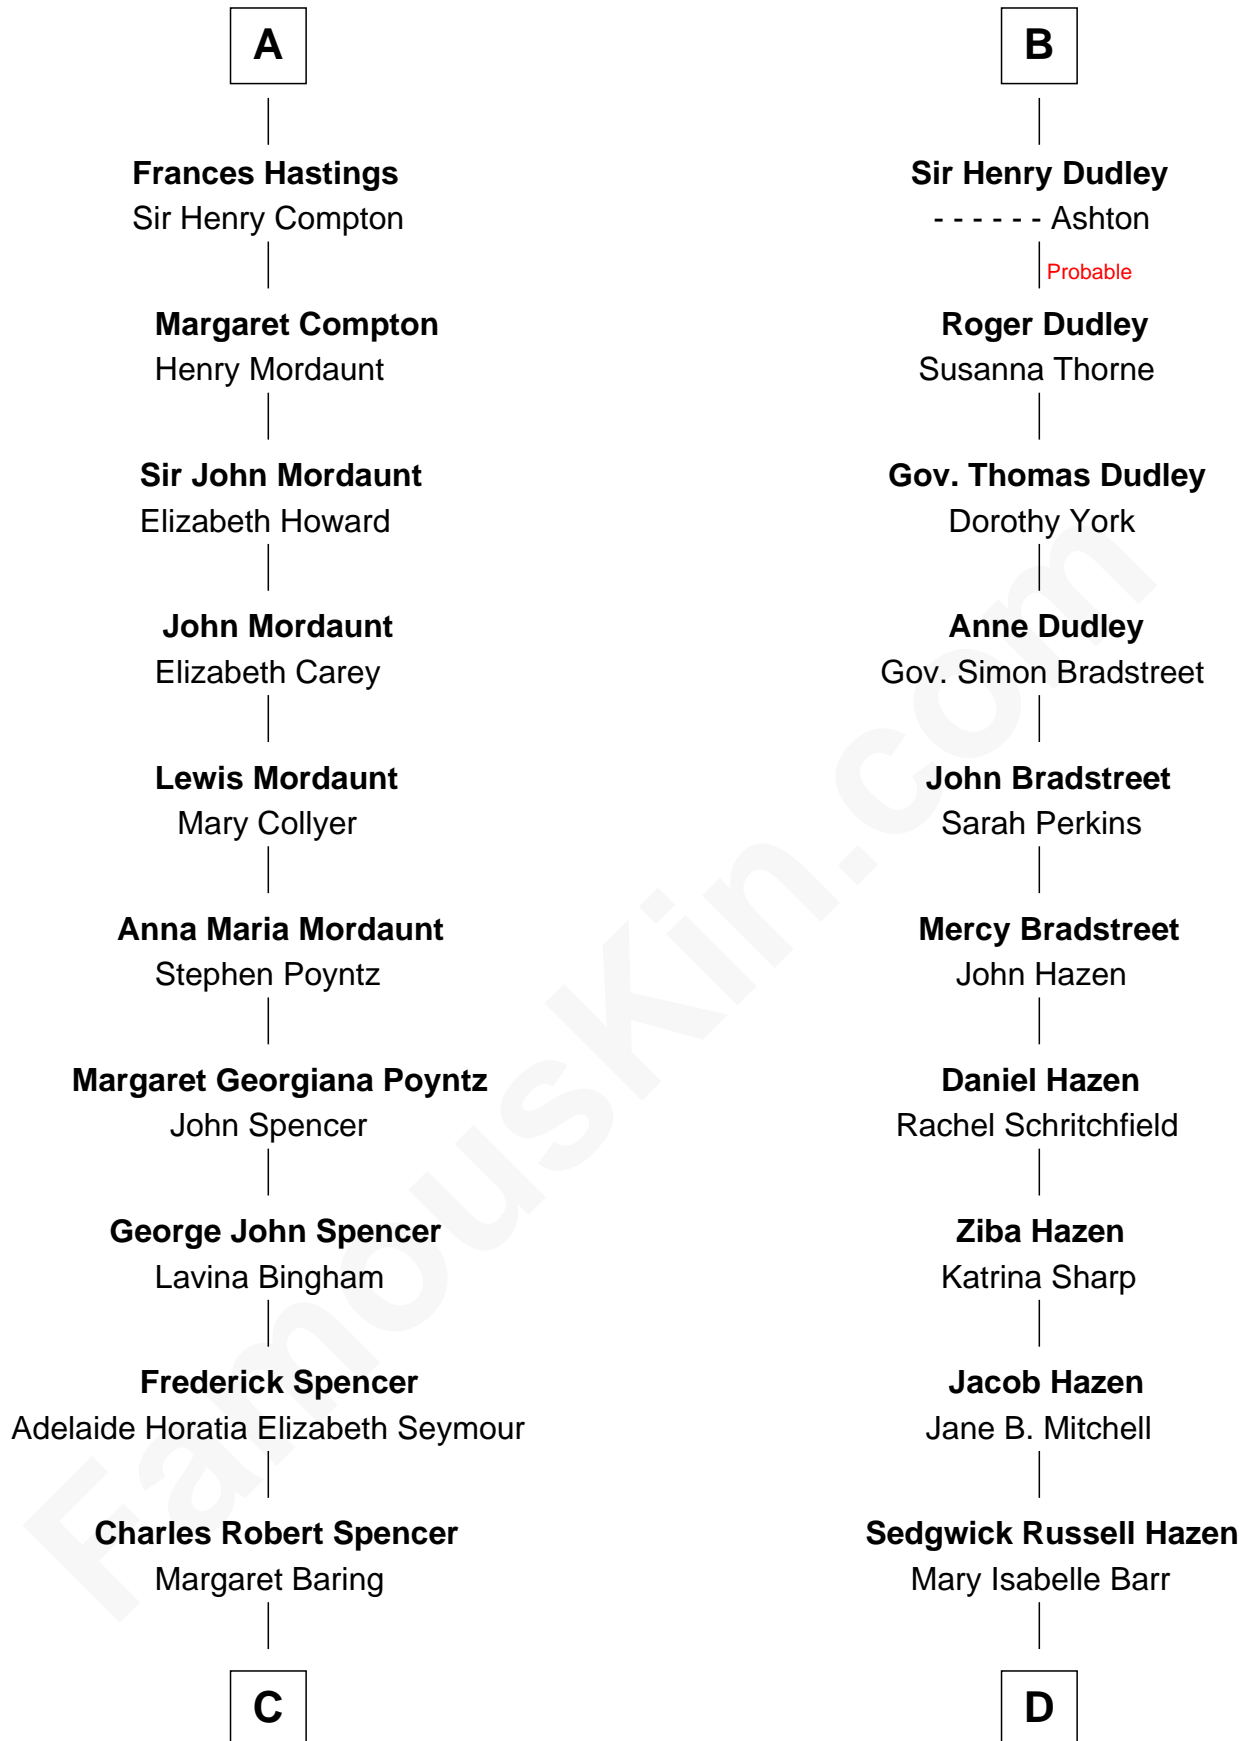 A
Frances Hastings
Sir Henry Compton
Margaret Compton
Henry Mordaunt
Sir John Mordaunt
Elizabeth Howard
John Mordaunt
Elizabeth Carey
Lewis Mordaunt
Mary Collyer
Anna Maria Mordaunt
Stephen Poyntz
Margaret Georgiana Poyntz
John Spencer
George John Spencer
Lavina Bingham
Frederick Spencer
Adelaide Horatia Elizabeth Seymour
Charles Robert Spencer
Margaret Baring
C
B
Sir Henry Dudley
- - - - - - Ashton
Probable
Roger Dudley
Susanna Thorne
Gov. Thomas Dudley
Dorothy York
Anne Dudley
Gov. Simon Bradstreet
John Bradstreet
Sarah Perkins
Mercy Bradstreet
John Hazen
Daniel Hazen
Rachel Schritchfield
Ziba Hazen
Katrina Sharp
Jacob Hazen
Jane B. Mitchell
Sedgwick Russell Hazen
Mary Isabelle Barr
D
FamousKin.com